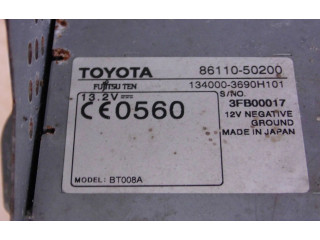 TOYOTA 86110-50200
FUJITSU TEN 134000-3690H101
13.2V⎓ S/NO.
CE0560 3FB00017
12V NEGATIVE
GROUND
MADE IN JAPAN
MODEL: BT008A